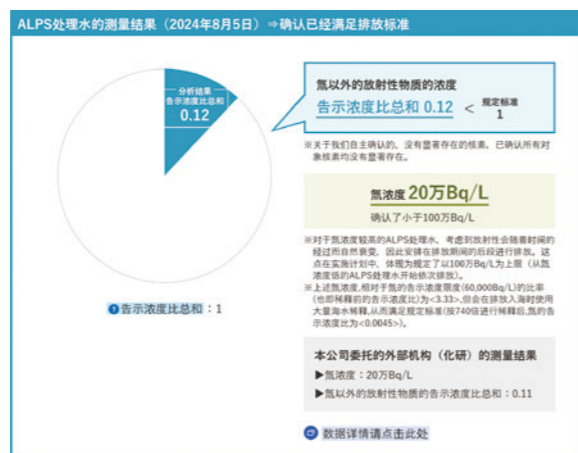 ALPS处理水的测量结果（2024年8月5日）⇒确认已经满足排放标准
分析结果
告示浓度比总和
0.12
?告示浓度比总和：1
氚以外的放射性物质的浓度
告示浓度比总和 0.12 < 规定标准 1
※关于我们自主确认的、没有显著存在的核素，已确认所有对
象核素均没有显著存在。
氚浓度 20万Bq/L
确认了小于100万Bq/L
※对于氚浓度较高的ALPS处理水，考虑到放射性会随着时间的
经过而自然衰变，因此安排在排放期间的后段进行排放。这
点在实施计划中，体现为规定了以100万Bq/L为上限（从氚
浓度低的ALPS处理水开始依次排放）。
※上述氚浓度，相对于氚的告示浓度限度(60,000Bq/L)的比率
(也即稀释前的告示浓度比)为<3.33>，但会在排放入海时使用
大量海水稀释，从而满足规定标准(按740倍进行稀释后，氚的告
示浓度比为<0.0045>)。
本公司委托的外部机构（化研）的测量结果
▶氚浓度：20万Bq/L
▶氚以外的放射性物质的告示浓度比总和：0.11
数据详情请点击此处